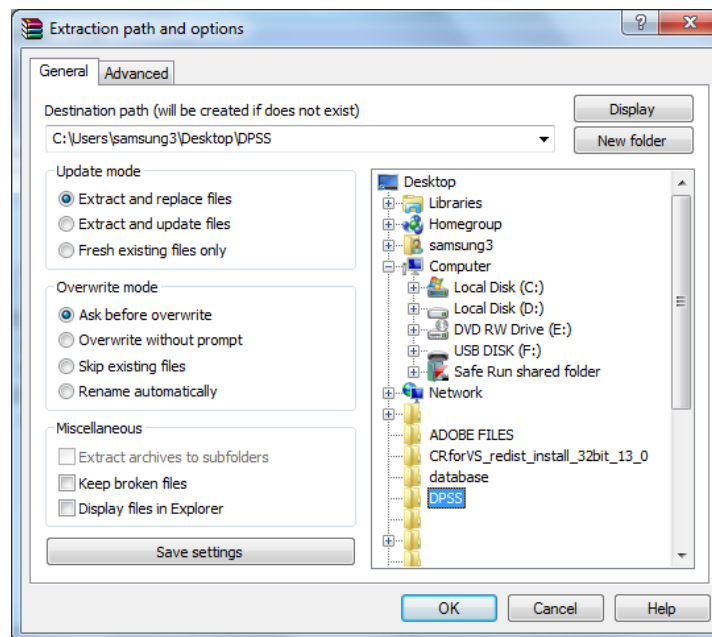 Extraction path and options
General
Advanced
Destination path (will be created if does not exist)
Display
C:\Users\samsung3\Desktop\DPSS
New folder
Update mode
Extract and replace files
Extract and update files
Fresh existing files only
Overwrite mode
Ask before overwrite
Overwrite without prompt
Skip existing files
Rename automatically
Miscellaneous
Extract archives to subfolders
Keep broken files
Display files in Explorer
Save settings
Desktop
Libraries
Homegroup
samsung3
Computer
Local Disk (C:)
Local Disk (D:)
DVD RW Drive (E:)
USB DISK (F:)
Safe Run shared folder
Network
ADOBE FILES
CRforVS_redist_install_32bit_13_0
database
DPSS
OK
Cancel
Help